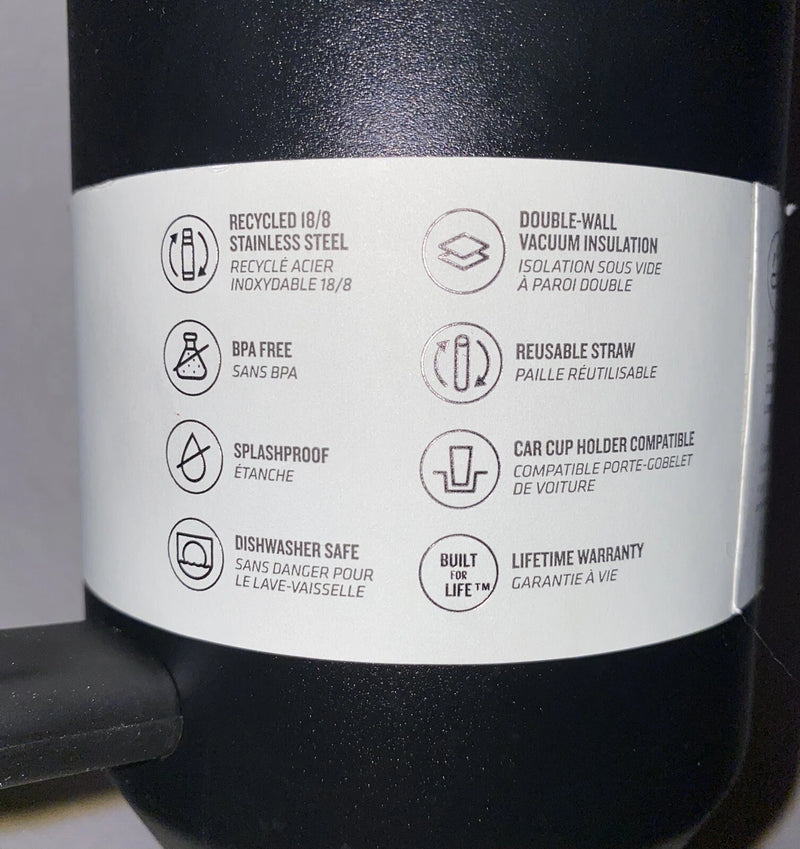 RECYCLED 18/8
STAINLESS STEEL
RECYCLÉ ACIER
INOXYDABLE 18/8
BPA FREE
SANS BPA
SPLASHPROOF
ÉTANCHE
DISHWASHER SAFE
SANS DANGER POUR
LE LAVE-VAISSELLE
DOUBLE-WALL
VACUUM INSULATION
ISOLATION SOUS VIDE
À PAROI DOUBLE
REUSABLE STRAW
PAILLE RÉUTILISABLE
CAR CUP HOLDER COMPATIBLE
COMPATIBLE PORTE-GOBELET
DE VOITURE
BUILT
FOR
LIFE™
LIFETIME WARRANTY
GARANTIE À VIE